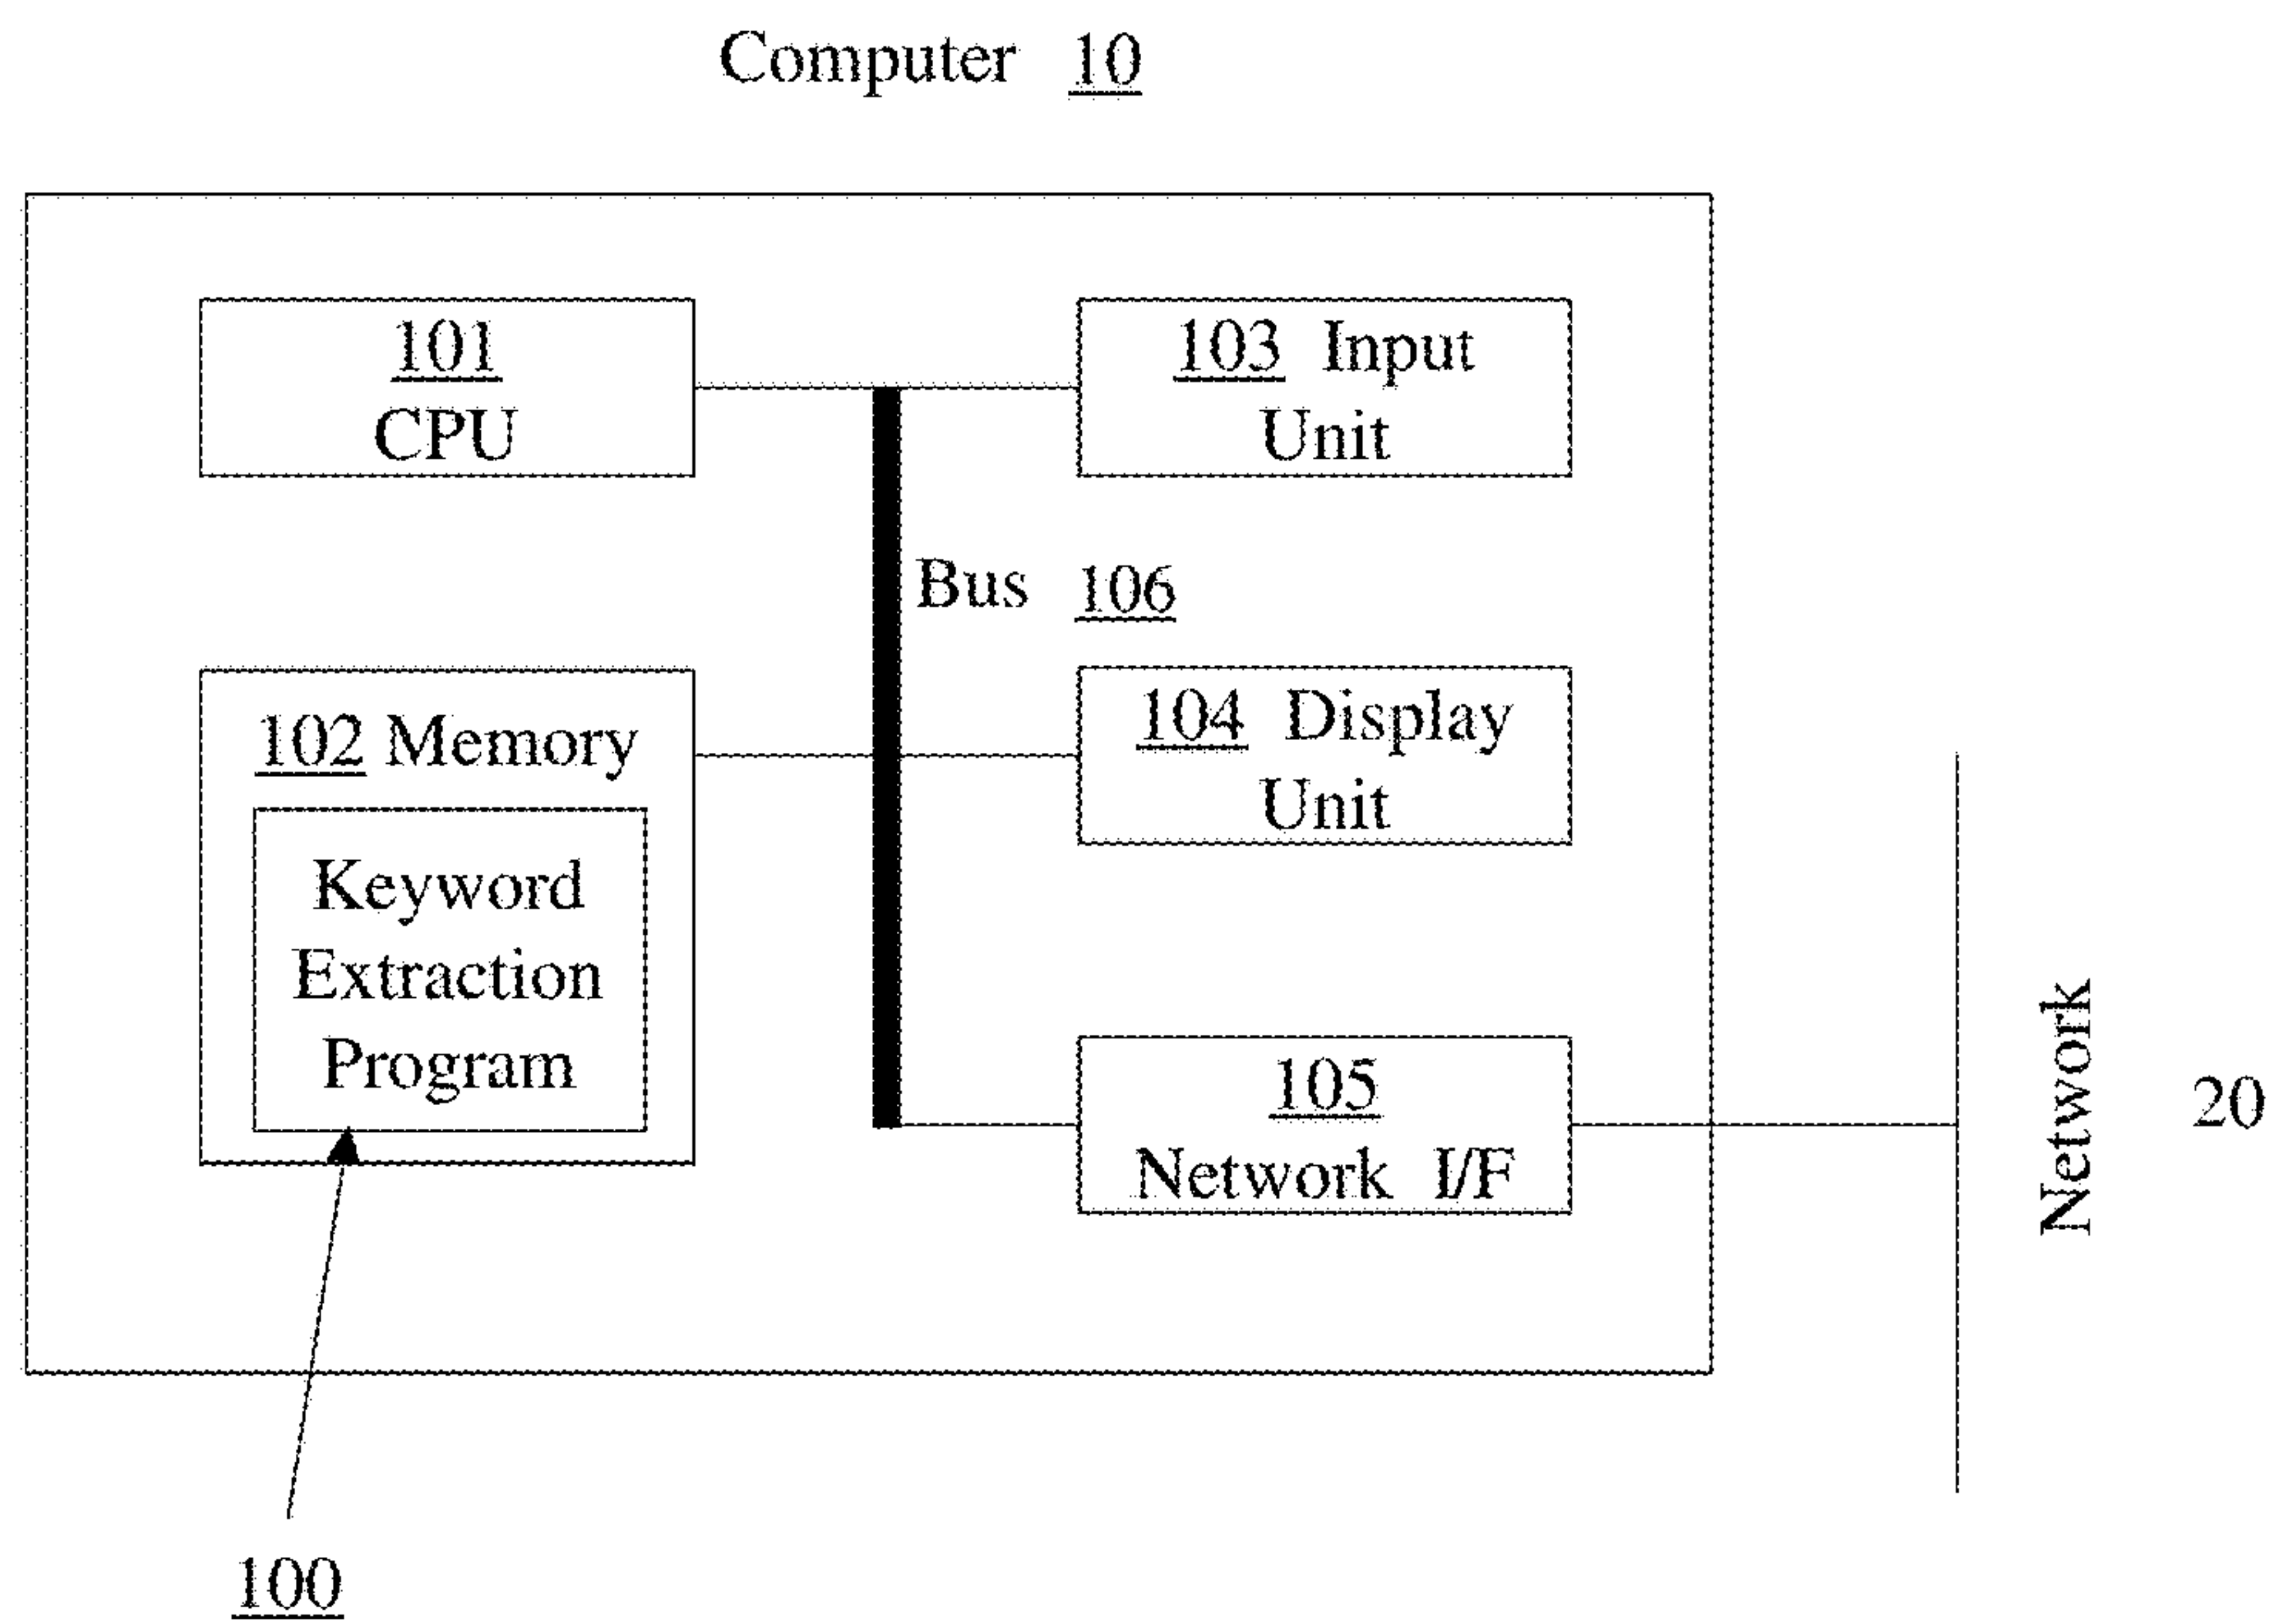 Computer 10
101
CPU
103 Input
Unit
Bus 106
102 Memory
Keyword
Extraction
Program
104 Display
Unit
105
Network I/F
Network
20
100